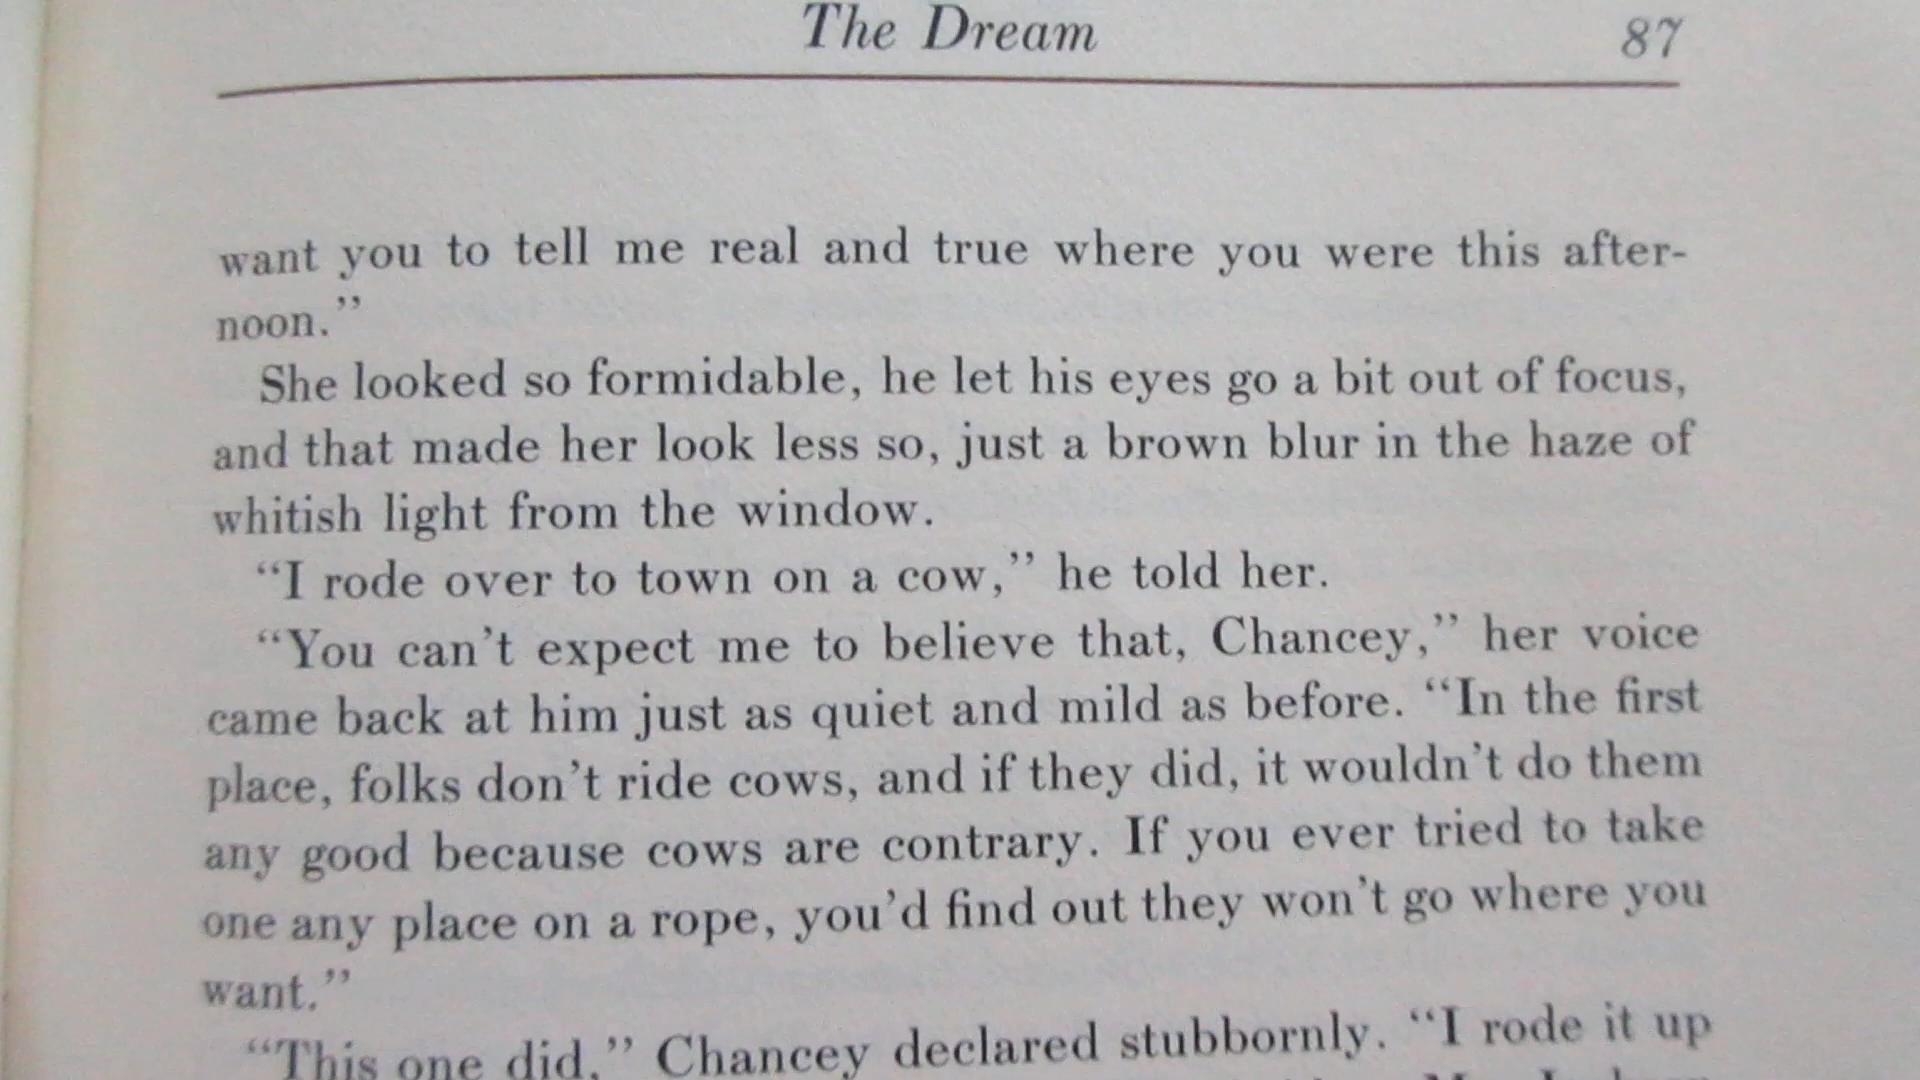 The Dream 87
want you to tell me real and true where you were this after-
noon.”
She looked so formidable, he let his eyes go a bit out of focus,
and that made her look less so, just a brown blur in the haze of
whitish light from the window.
“I rode over to town on a cow,” he told her.
“You can’t expect me to believe that, Chancey,” her voice
came back at him just as quiet and mild as before. “In the first
place, folks don’t ride cows, and if they did, it wouldn’t do them
any good because cows are contrary. If you ever tried to take
one any place on a rope, you’d find out they won’t go where you
want.”
“This one did,” Chancey declared stubbornly. “I rode it up